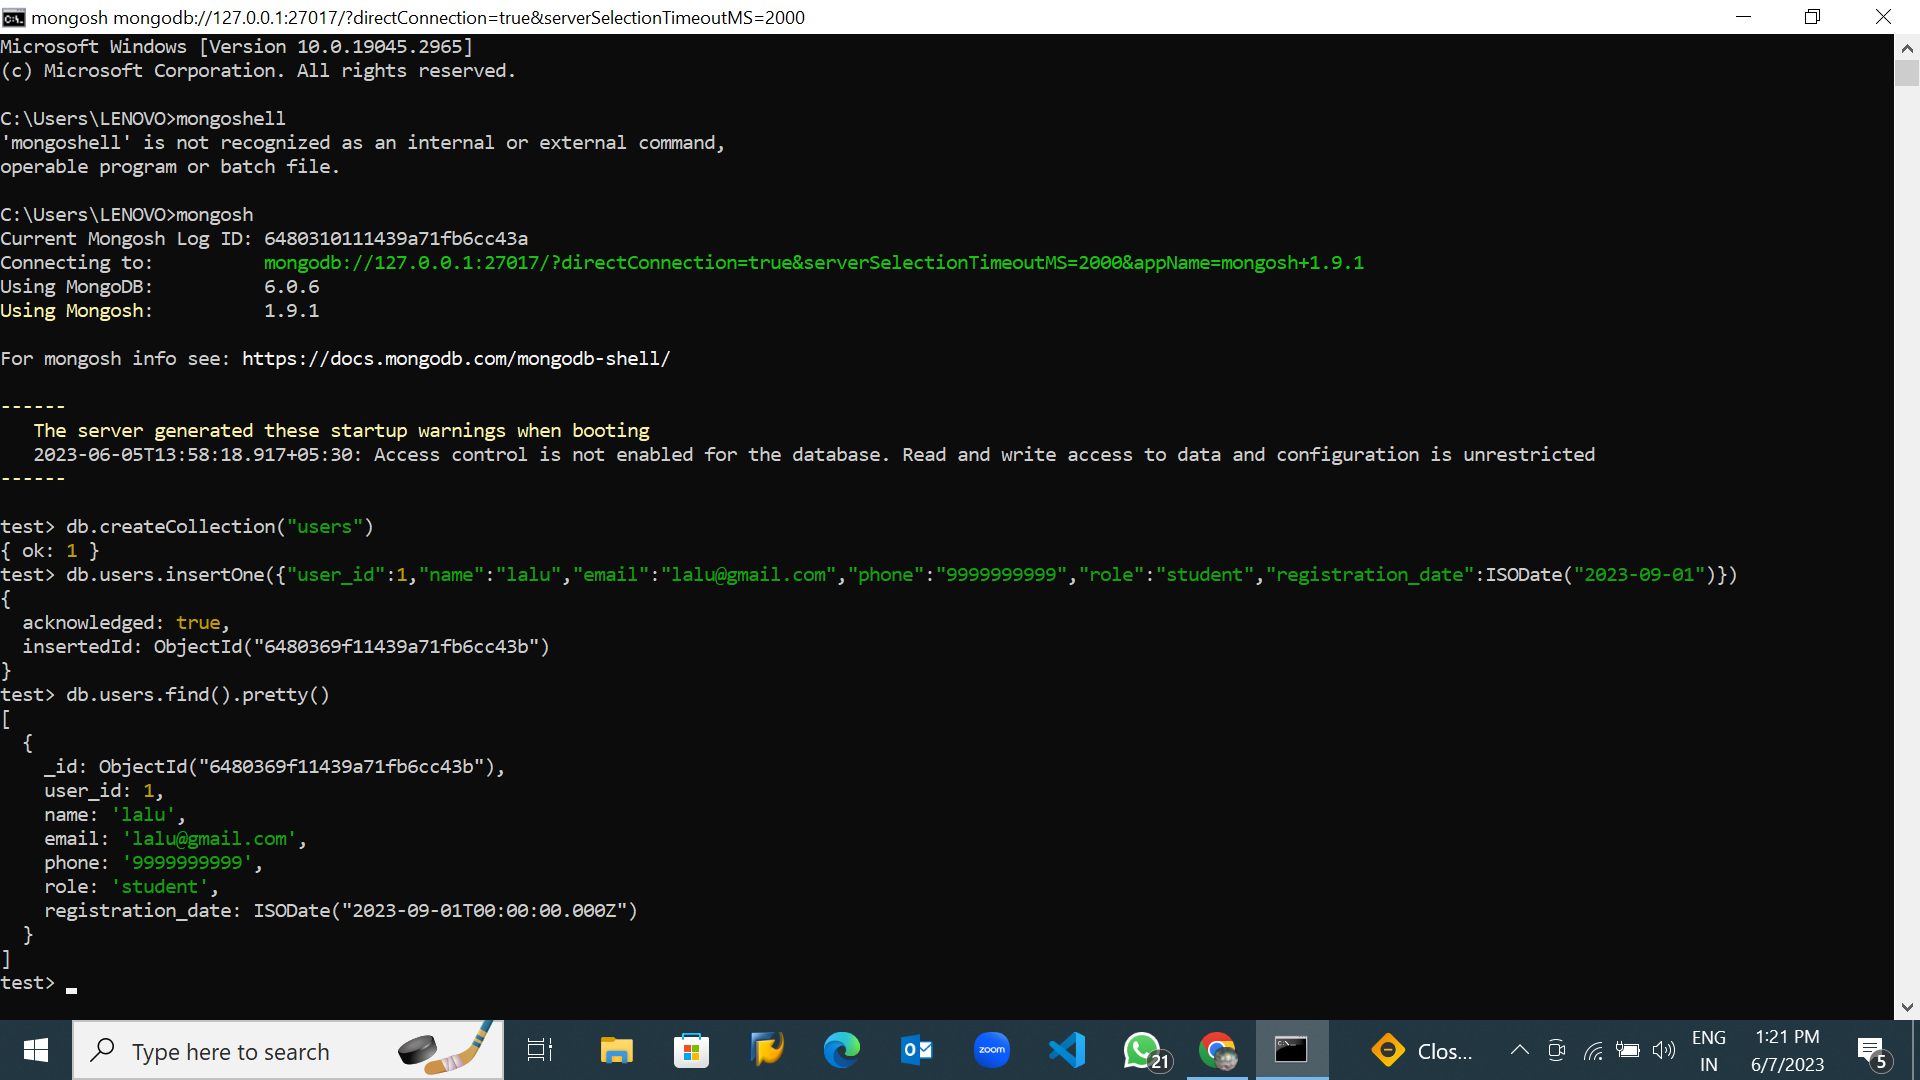 mongosh mongodb://127.0.0.1:27017/?directConnection=true&serverSelectionTimeoutMS=2000
Microsoft Windows [Version 10.0.19045.2965]
(c) Microsoft Corporation. All rights reserved.
C:\Users\LENOVO>mongoshell
'mongoshell' is not recognized as an internal or external command,
operable program or batch file.
C:\Users\LENOVO>mongosh
Current Mongosh Log ID: 6480310111439a71fb6cc43a
Connecting to:          mongodb://127.0.0.1:27017/?directConnection=true&serverSelectionTimeoutMS=2000&appName=mongosh+1.9.1
Using MongoDB:          6.0.6
Using Mongosh:          1.9.1
For mongosh info see: https://docs.mongodb.com/mongodb-shell/
------
   The server generated these startup warnings when booting
   2023-06-05T13:58:18.917+05:30: Access control is not enabled for the database. Read and write access to data and configuration is unrestricted
------
test> db.createCollection("users")
{ ok: 1 }
test> db.users.insertOne({"user_id":1,"name":"lalu","email":"lalu@gmail.com","phone":"9999999999","role":"student","registration_date":ISODate("2023-09-01")})
{
  acknowledged: true,
  insertedId: ObjectId("6480369f11439a71fb6cc43b")
}
test> db.users.find().pretty()
[
  {
    _id: ObjectId("6480369f11439a71fb6cc43b"),
    user_id: 1,
    name: 'lalu',
    email: 'lalu@gmail.com',
    phone: '9999999999',
    role: 'student',
    registration_date: ISODate("2023-09-01T00:00:00.000Z")
  }
]
test>
Type here to search
zoom
21
Clos...
ENG
IN
1:21 PM
6/7/2023
5